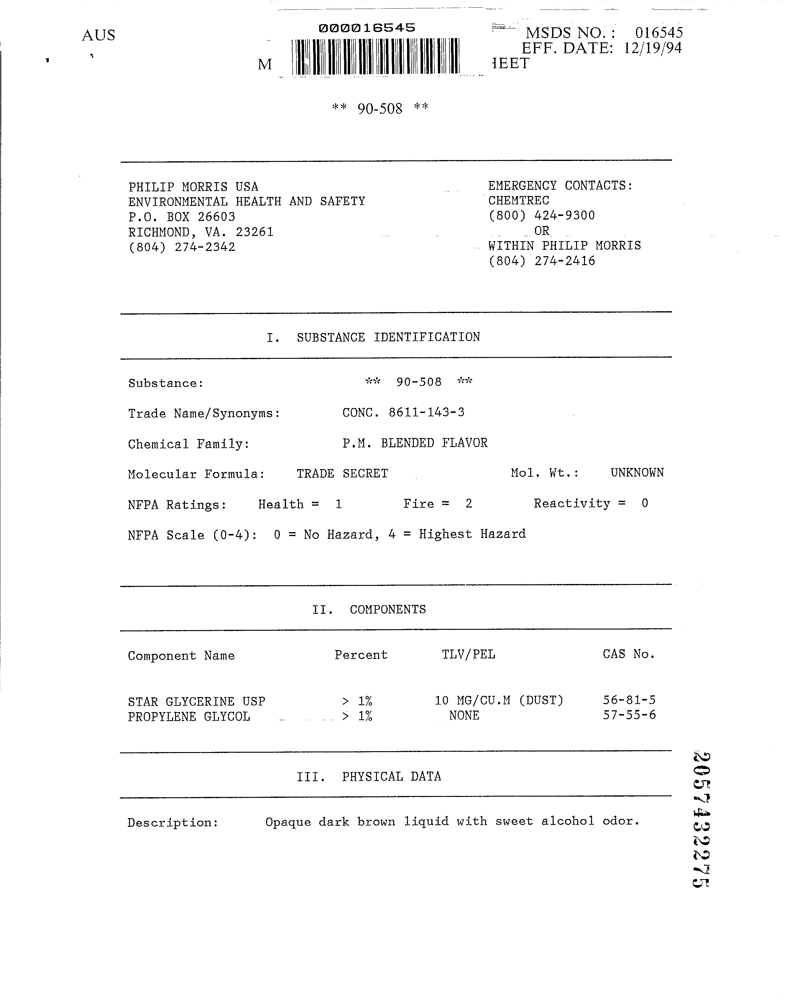 AUS
000016545
MSDS NO. : 016545
EFF. DATE: 12/19/94
M
HEET
** 90-508 **
PHILIP MORRIS USA
ENVIRONMENTAL HEALTH AND SAFETY
P.O. BOX 26603
RICHMOND, VA. 23261
(804) 274-2342
EMERGENCY CONTACTS:
CHEMTREC
(800) 424-9300
OR
WITHIN PHILIP MORRIS
(804) 274-2416
I. SUBSTANCE IDENTIFICATION
Substance: ** 90-508 **
Trade Name/Synonyms: CONC. 8611-143-3
Chemical Family: P.M. BLENDED FLAVOR
Molecular Formula: TRADE SECRET Mol. Wt.: UNKNOWN
NFPA Ratings: Health = 1 Fire = 2 Reactivity = 0
NFPA Scale (0-4): 0 = No Hazard, 4 = Highest Hazard
II. COMPONENTS
Component Name Percent TLV/PEL CAS No.
STAR GLYCERINE USP > 1% 10 MG/CU.M (DUST) 56-81-5
PROPYLENE GLYCOL > 1% NONE 57-55-6
III. PHYSICAL DATA
Description: Opaque dark brown liquid with sweet alcohol odor.
2057432275